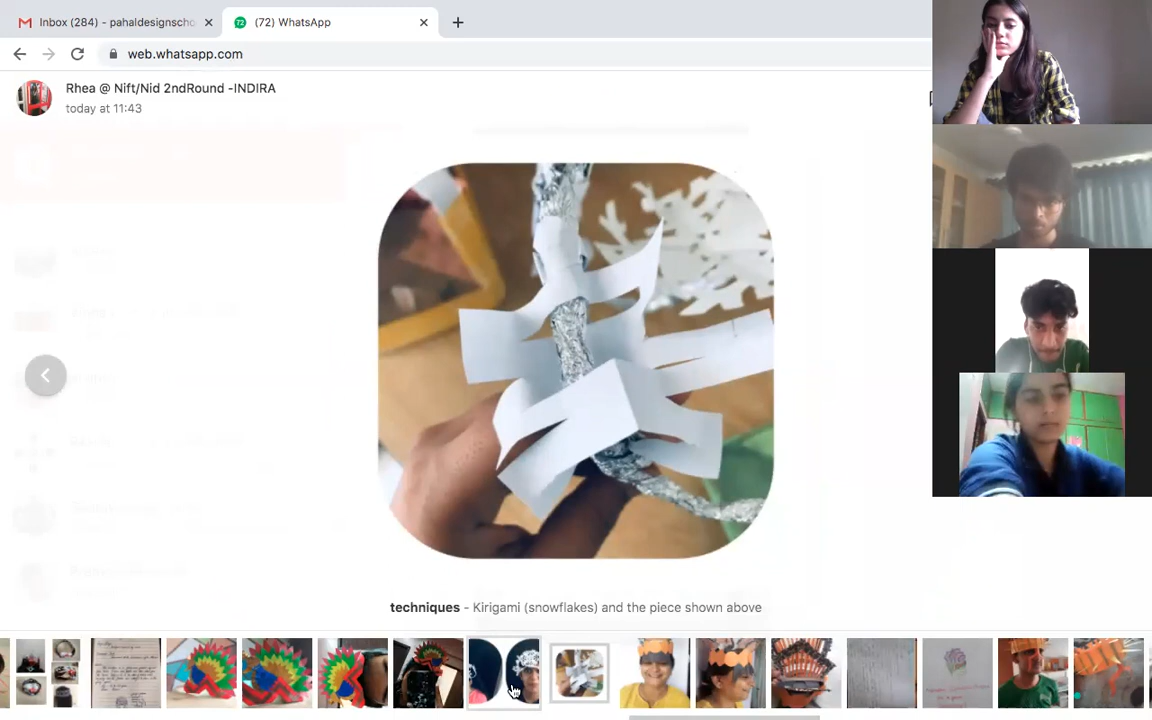 Inbox (284) - pahaldesignscho
(72) WhatsApp
web.whatsapp.com
Rhea @ Nift/Nid 2ndRound -INDIRA
today at 11:43
techniques - Kirigami (snowflakes) and the piece shown above